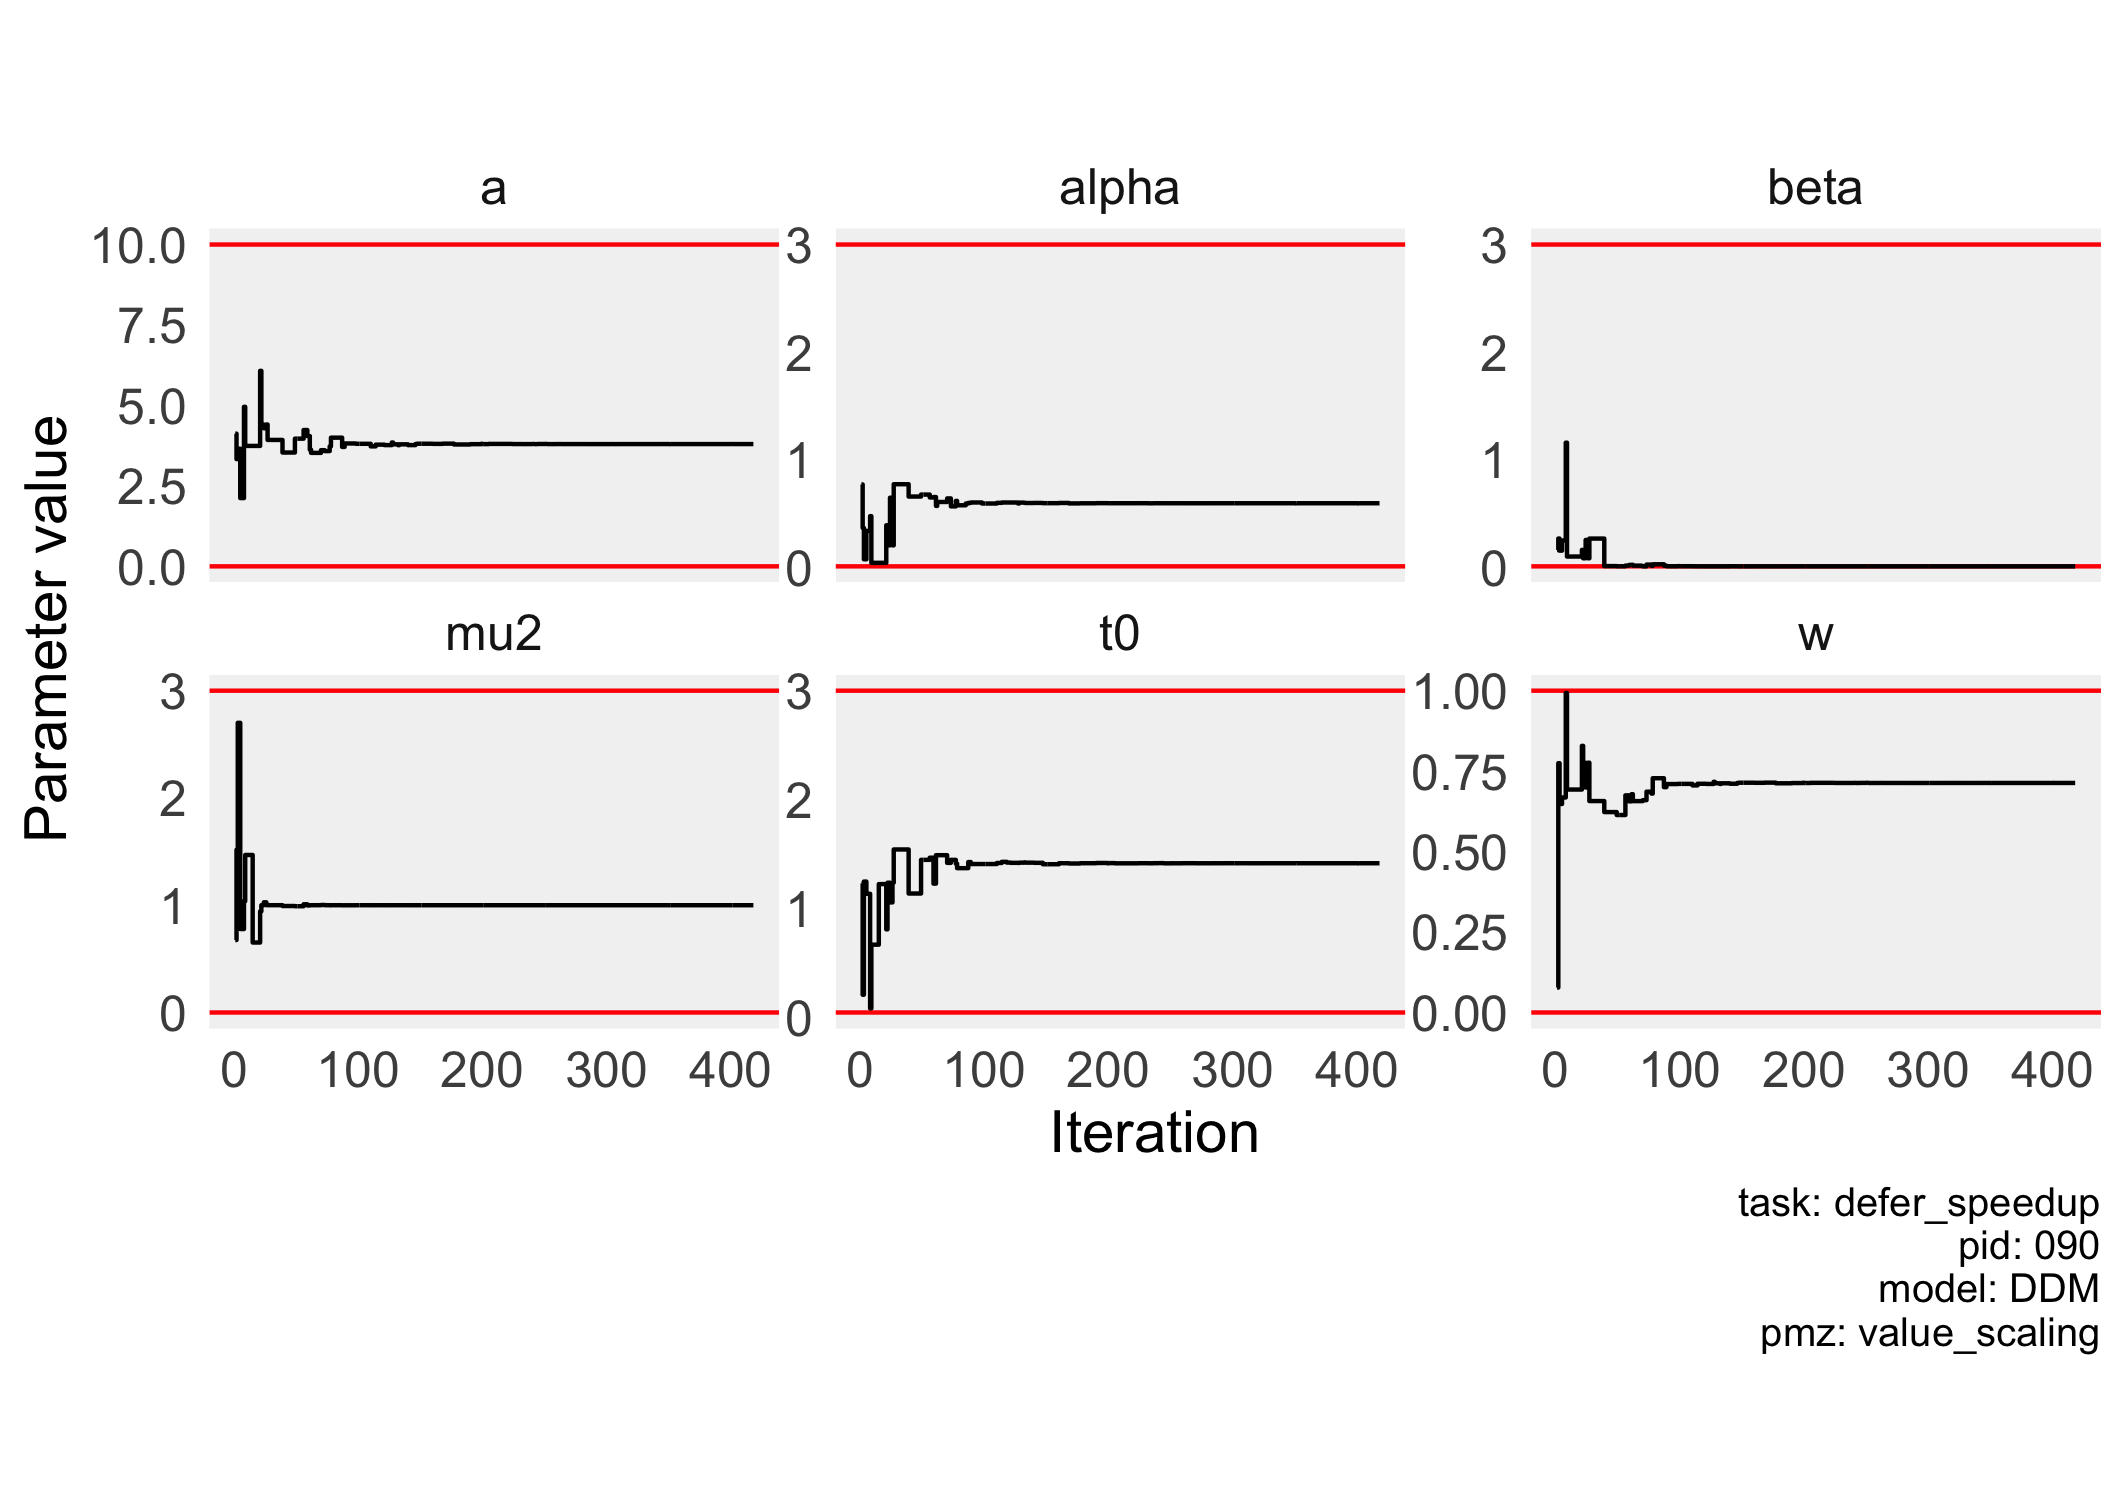 a
alpha
beta
10.0
7.5
5.0
2.5
0.0
3
2
1
0
3
2
1
0
Parameter value
mu2
t0
w
3
2
1
0
3
2
1
0
1.00
0.75
0.50
0.25
0.00
0 100 200 300 400
0 100 200 300 400
0 100 200 300 400
Iteration
task: defer_speedup
pid: 090
model: DDM
pmz: value_scaling